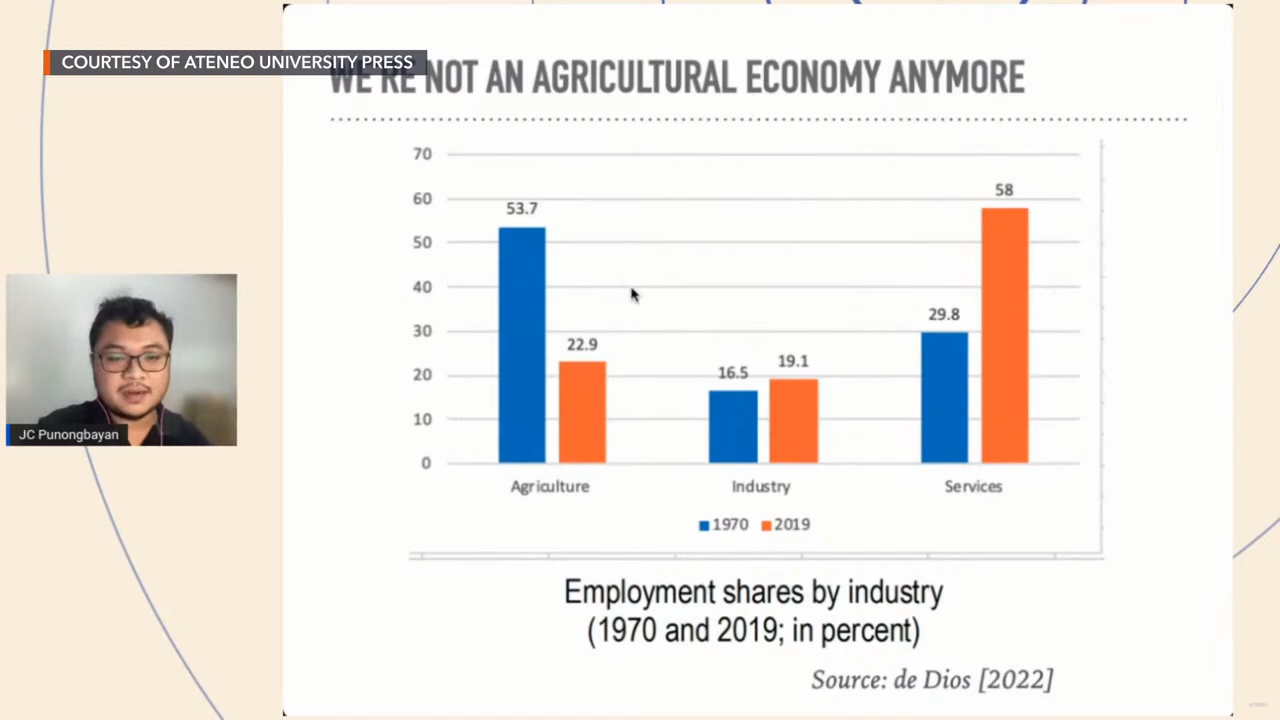 COURTESY OF ATENEO UNIVERSITY PRESS
WE'RE NOT AN AGRICULTURAL ECONOMY ANYMORE
70
60
50
40
30
20
10
0
53.7
22.9
16.5
19.1
29.8
58
Agriculture
Industry
Services
1970 2019
Employment shares by industry
(1970 and 2019; in percent)
Source: de Dios [2022]
JC Punongbayan